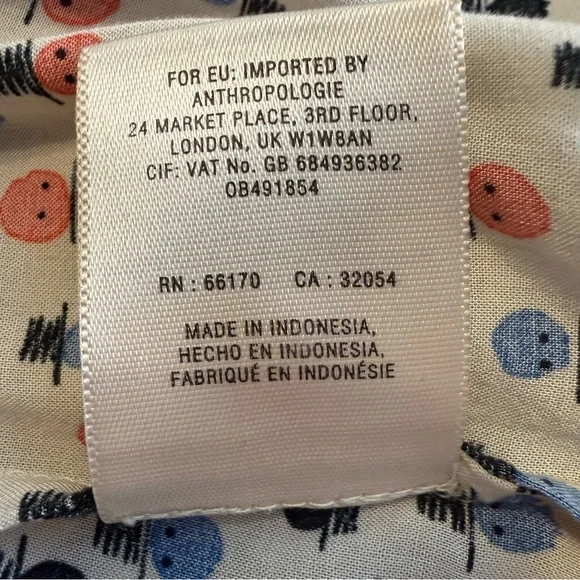 FOR EU: IMPORTED BY
ANTHROPOLOGIE
24 MARKET PLACE, 3RD FLOOR,
LONDON, UK W1W8AN
CIF: VAT No. GB 684936382
OB491854
RN : 66170 CA : 32054
MADE IN INDONESIA,
HECHO EN INDONESIA,
FABRIQUÉ EN INDONÉSIE